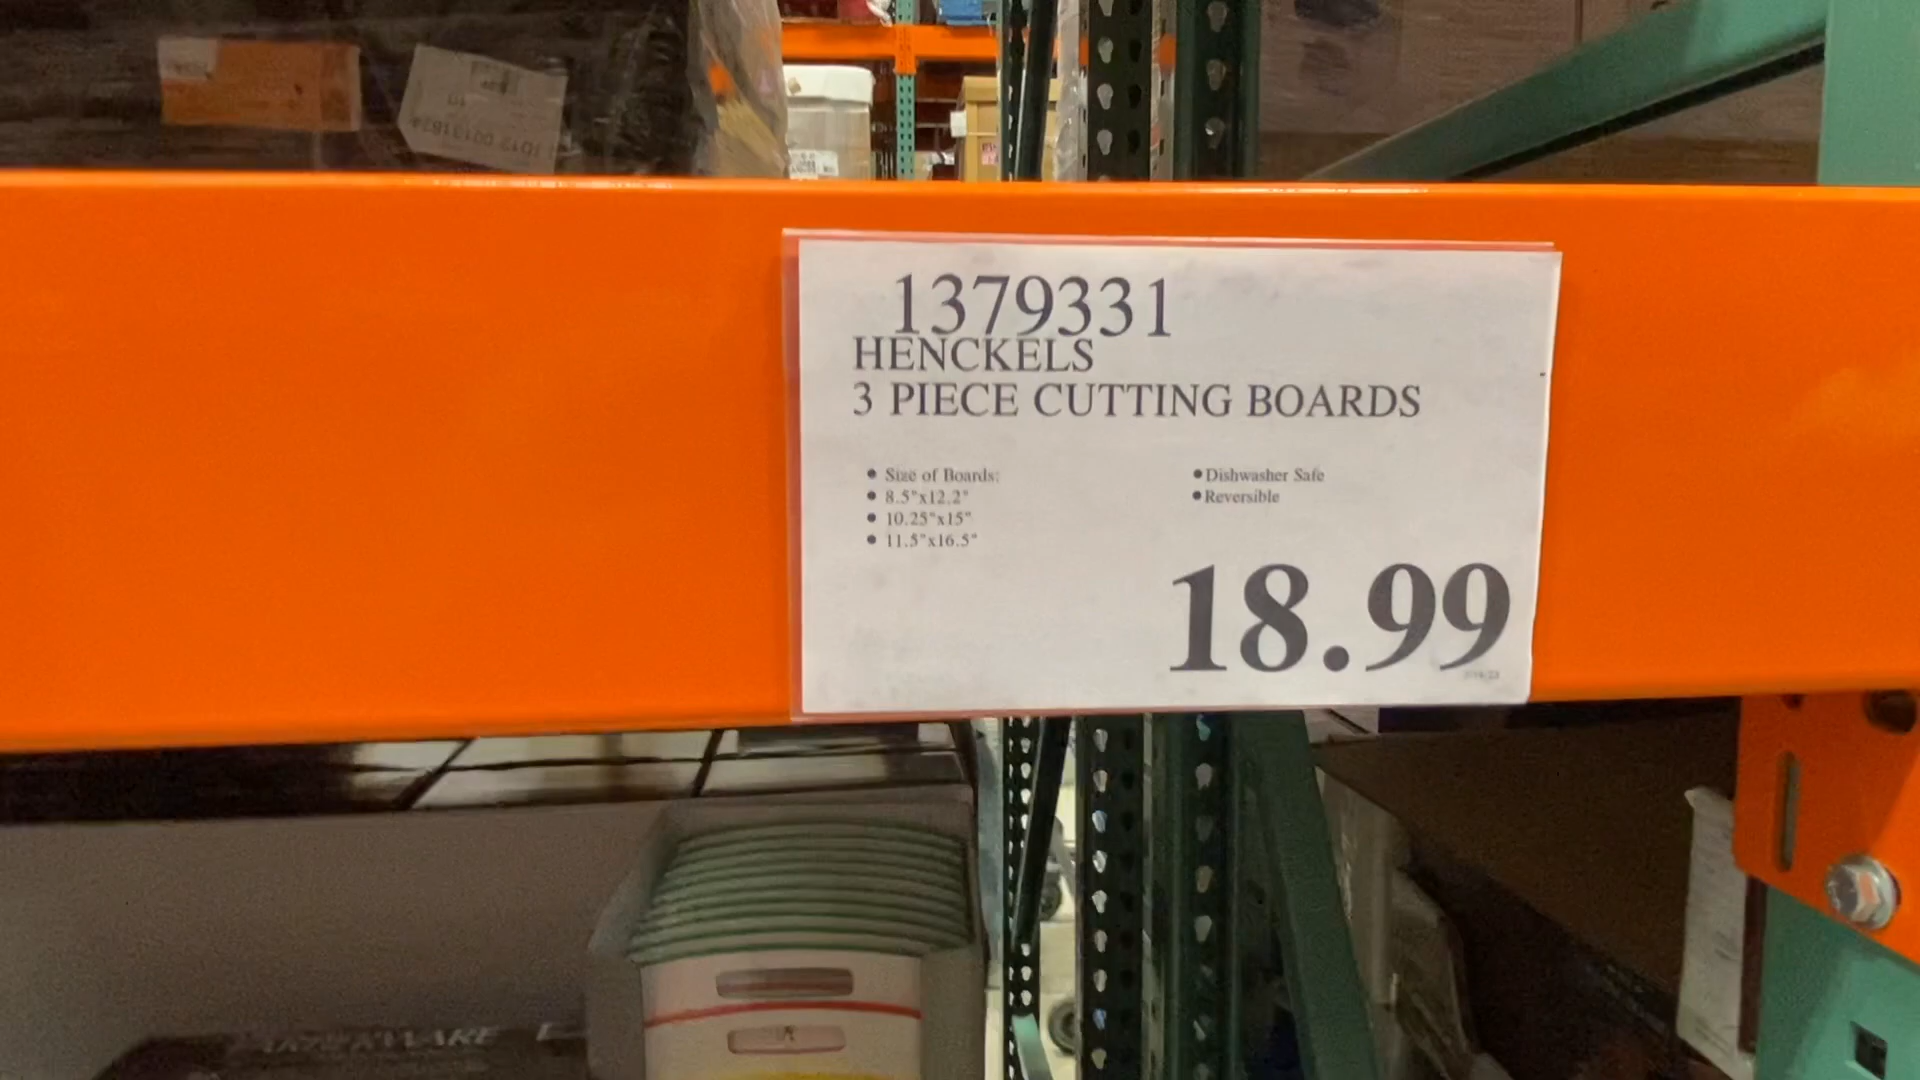 1379331
HENCKELS
3 PIECE CUTTING BOARDS
• Size of Boards:
• 8.5"x12.2"
• 10.25"x15"
• 11.5"x16.5"
• Dishwasher Safe
• Reversible
18.99